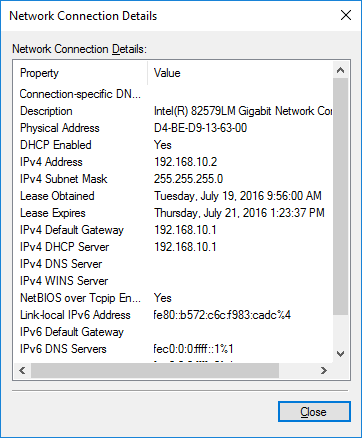 Network Connection Details
Network Connection Details:
Property Value
Connection-specific DN...
Description Intel(R) 82579LM Gigabit Network Con
Physical Address D4-BE-D9-13-63-00
DHCP Enabled Yes
IPv4 Address 192.168.10.2
IPv4 Subnet Mask 255.255.255.0
Lease Obtained Tuesday, July 19, 2016 9:56:00 AM
Lease Expires Thursday, July 21, 2016 1:23:37 PM
IPv4 Default Gateway 192.168.10.1
IPv4 DHCP Server 192.168.10.1
IPv4 DNS Server
IPv4 WINS Server
NetBIOS over Tcpip En... Yes
Link-local IPv6 Address fe80::b572:c6c:f983:cadc%4
IPv6 Default Gateway
IPv6 DNS Servers fec0:0:0:ffff::1%1
Close